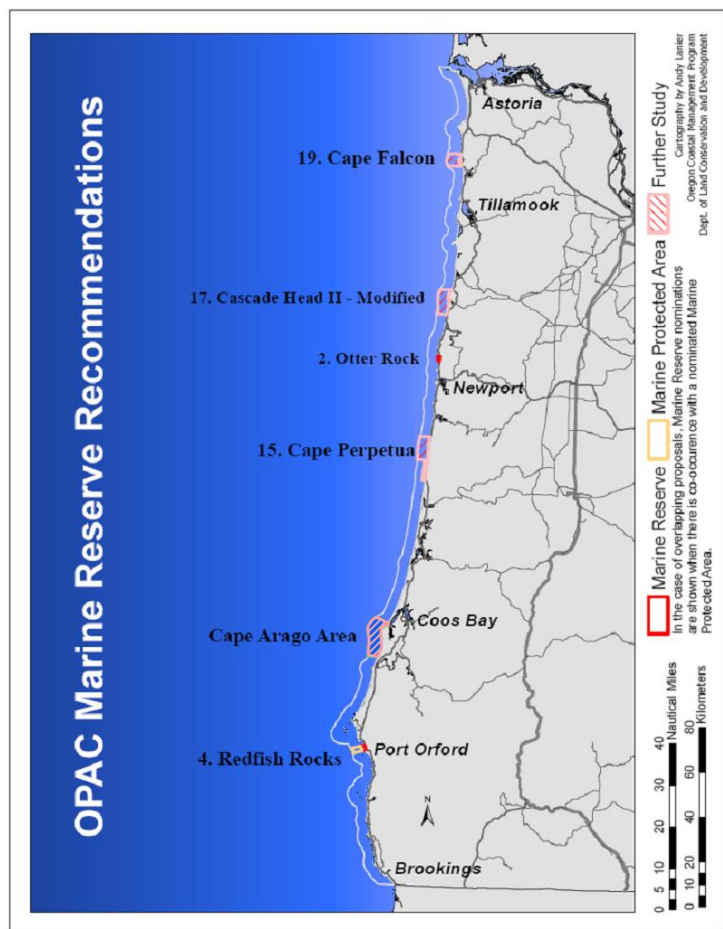 OPAC Marine Reserve Recommendations
Astoria
19. Cape Falcon
Tillamook
17. Cascade Head II - Modified
2. Otter Rock
Newport
15. Cape Perpetua
Cape Arago Area
Coos Bay
4. Redfish Rocks
Port Orford
N
Brookings
0 5 10 20 30 40
Nautical Miles
0 10 20 40 60 80
Kilometers
Marine Reserve
Marine Protected Area
Further Study
In the case of overlapping proposals, Marine Reserve nominations
are shown when there is co-occurence with a nominated Marine
Protected Area.
Cartography by Andy Lanier
Oregon Coastal Management Program
Dept. of Land Conservation and Development